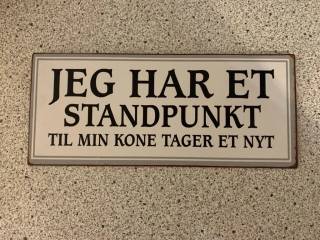 JEG HAR ET
STANDPUNKT
TIL MIN KONE TAGER ET NYT